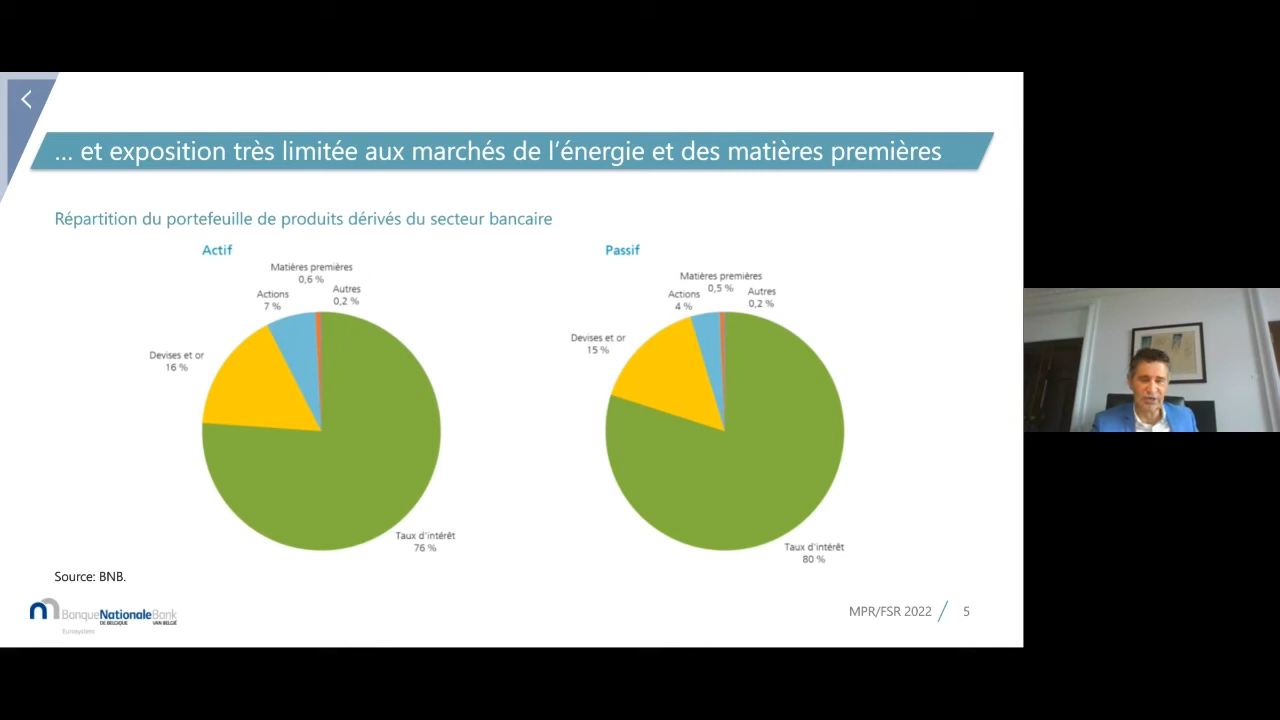 ... et exposition très limitée aux marchés de l'énergie et des matières premières
Répartition du portefeuille de produits dérivés du secteur bancaire
Actif
Matières premières
0,6 %
Autres
0,2 %
Actions
7 %
Devises et or
16 %
Taux d'intérêt
76 %
Passif
Matières premières
0,5 %
Autres
0,2 %
Actions
4 %
Devises et or
15 %
Taux d'intérêt
80 %
Source: BNB.
BanqueNationaleBank
DE BELGIQUE VAN BELGIË
Eurosystem
MPR/FSR 2022 / 5